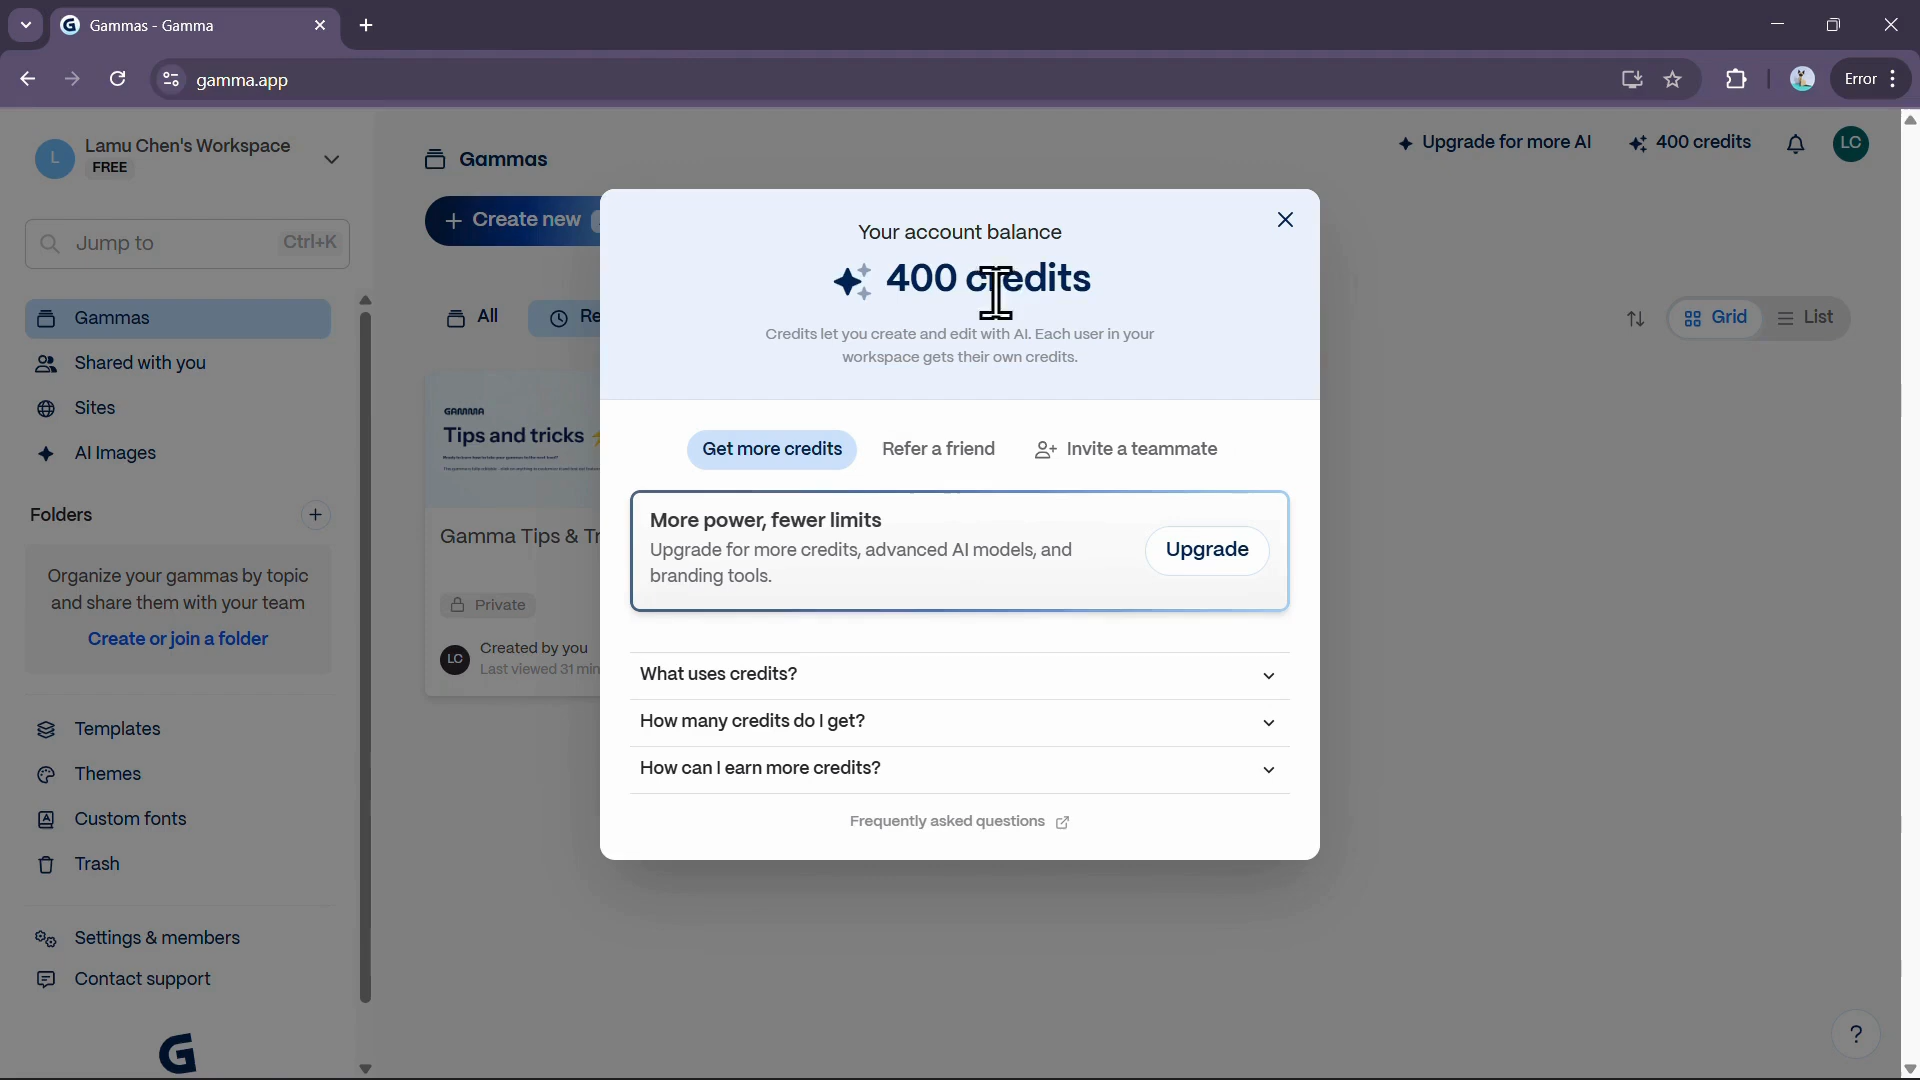 Gammas - Gamma
gamma.app
Error
L
Lamu Chen's Workspace
FREE
Jump to
Ctrl+K
Gammas
Shared with you
Sites
AI Images
Folders
Organize your gammas by topic
and share them with your team
Create or join a folder
Templates
Themes
Custom fonts
Trash
Settings & members
Contact support
Gammas
Upgrade for more AI
400 credits
LC
Create new
All
Grid
List
GAMMA
Tips and tricks
Gamma Tips &
Private
LC
Created by you
Last viewed 31
Your account balance
400 credits
Credits let you create and edit with AI. Each user in your
workspace gets their own credits.
Get more credits
Refer a friend
Invite a teammate
More power, fewer limits
Upgrade for more credits, advanced AI models, and
branding tools.
Upgrade
What uses credits?
How many credits do I get?
How can I earn more credits?
Frequently asked questions
?